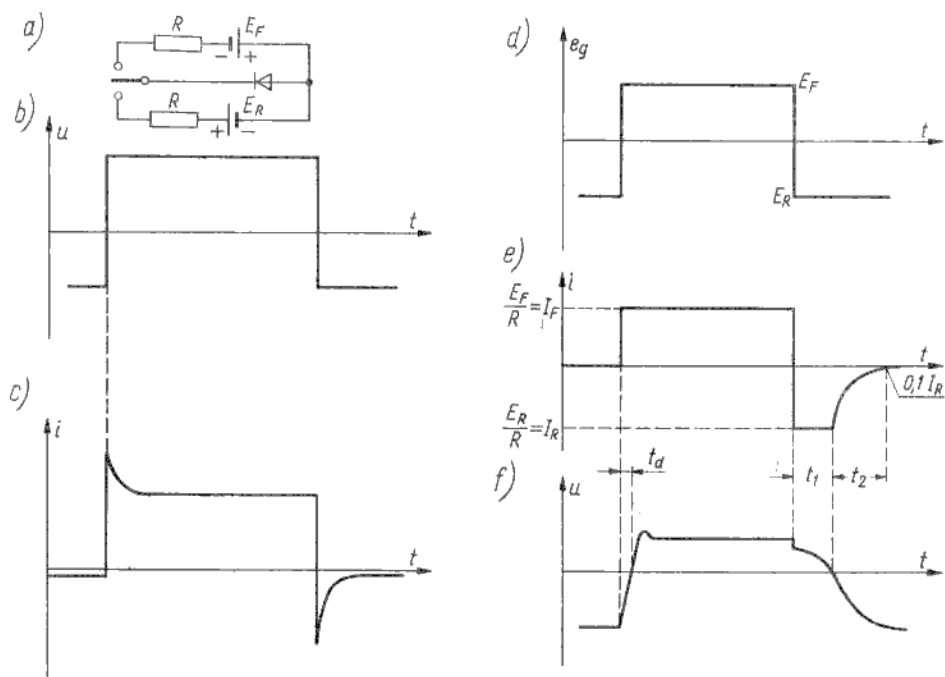 a)
R
E_F
− +
R
E_R
+ −
b)
u
t
c)
i
t
d)
e_g
E_F
t
E_R
e)
i
E_F/R = I_F
t
0,1 I_R
E_R/R = I_R
t_d
t_1
t_2
f)
u
t